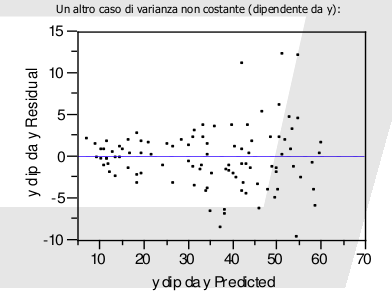 Un altro caso di varianza non costante (dipendente da y):
15
10
5
0
-5
-10
y dip da y Residual
10 20 30 40 50 60 70
y dip da y Predicted